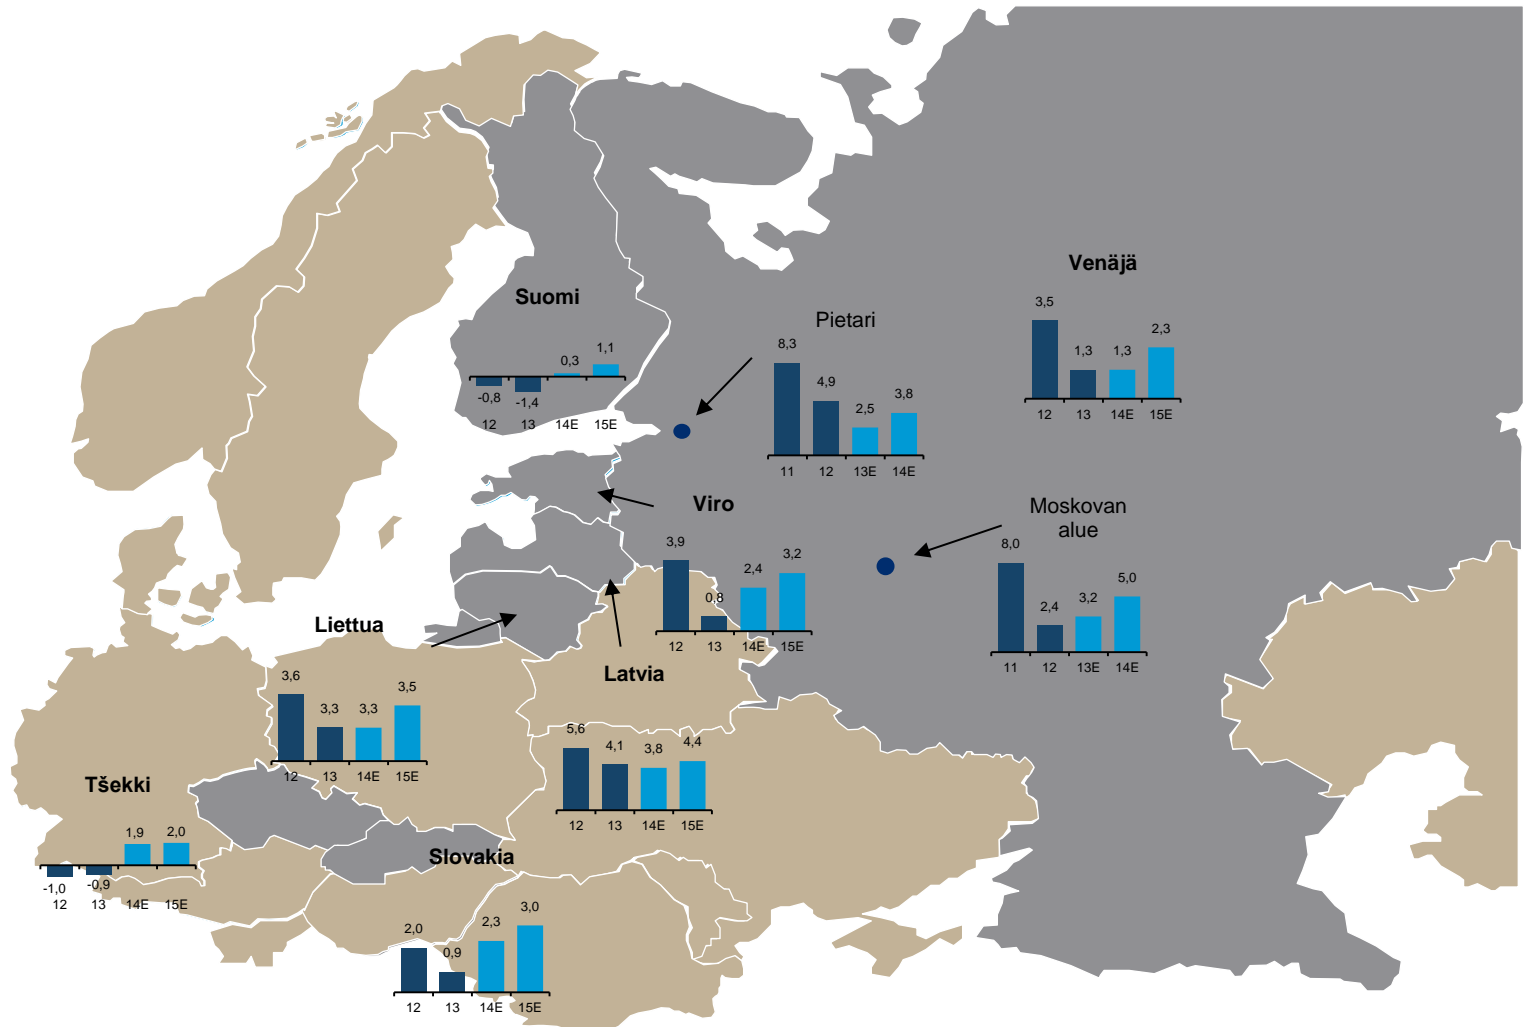 Venäjä
3,5
1,3
1,3
2,3
12
13
14E
15E
Suomi
0,3
1,1
-0,8
-1,4
12
13
14E
15E
Pietari
8,3
4,9
2,5
3,8
11
12
13E
14E
Viro
3,9
0,8
2,4
3,2
12
13
14E
15E
Moskovan
alue
8,0
2,4
3,2
5,0
11
12
13E
14E
Liettua
3,6
3,3
3,3
3,5
12
13
14E
15E
Latvia
5,6
4,1
3,8
4,4
12
13
14E
15E
Tšekki
1,9
2,0
-1,0
-0,9
12
13
14E
15E
Slovakia
2,0
0,9
2,3
3,0
12
13
14E
15E